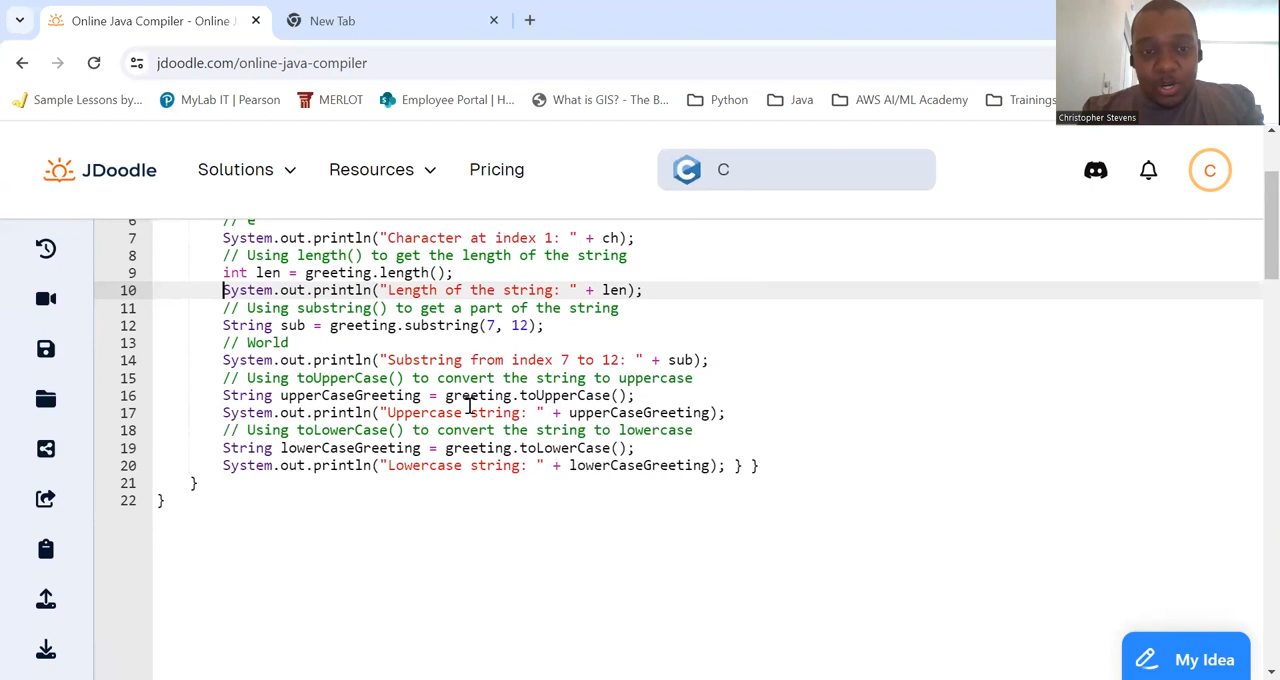 Online Java Compiler - Online J
New Tab
jdoodle.com/online-java-compiler
Sample Lessons by...
MyLab IT | Pearson
MERLOT
Employee Portal | H...
What is GIS? - The B...
Python
Java
AWS AI/ML Academy
Trainings
Christopher Stevens
JDoodle
Solutions
Resources
Pricing
C
C
6 // e
7 System.out.println("Character at index 1: " + ch);
8 // Using length() to get the length of the string
9 int len = greeting.length();
10 System.out.println("Length of the string: " + len);
11 // Using substring() to get a part of the string
12 String sub = greeting.substring(7, 12);
13 // World
14 System.out.println("Substring from index 7 to 12: " + sub);
15 // Using toUpperCase() to convert the string to uppercase
16 String upperCaseGreeting = greeting.toUpperCase();
17 System.out.println("Uppercase string: " + upperCaseGreeting);
18 // Using toLowerCase() to convert the string to lowercase
19 String lowerCaseGreeting = greeting.toLowerCase();
20 System.out.println("Lowercase string: " + lowerCaseGreeting); } }
21 }
22 }
My Idea